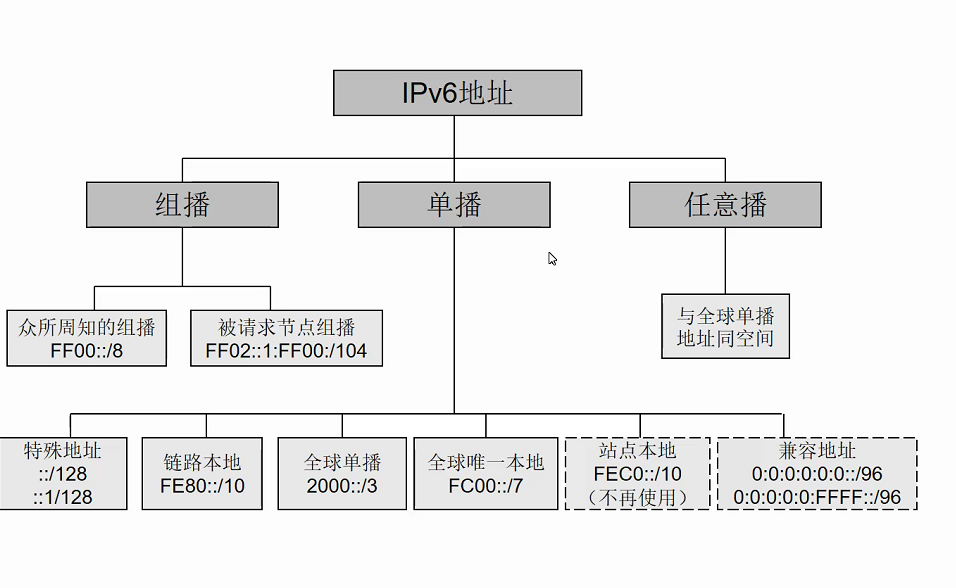 IPv6地址
组播
单播
任意播
众所周知的组播
FF00::/8
被请求节点组播
FF02::1:FF00:/104
与全球单播
地址同空间
特殊地址
::/128
::1/128
链路本地
FE80::/10
全球单播
2000::/3
全球唯一本地
FC00::/7
站点本地
FEC0::/10
（不再使用）
兼容地址
0:0:0:0:0:0::/96
0:0:0:0:0:FFFF::/96